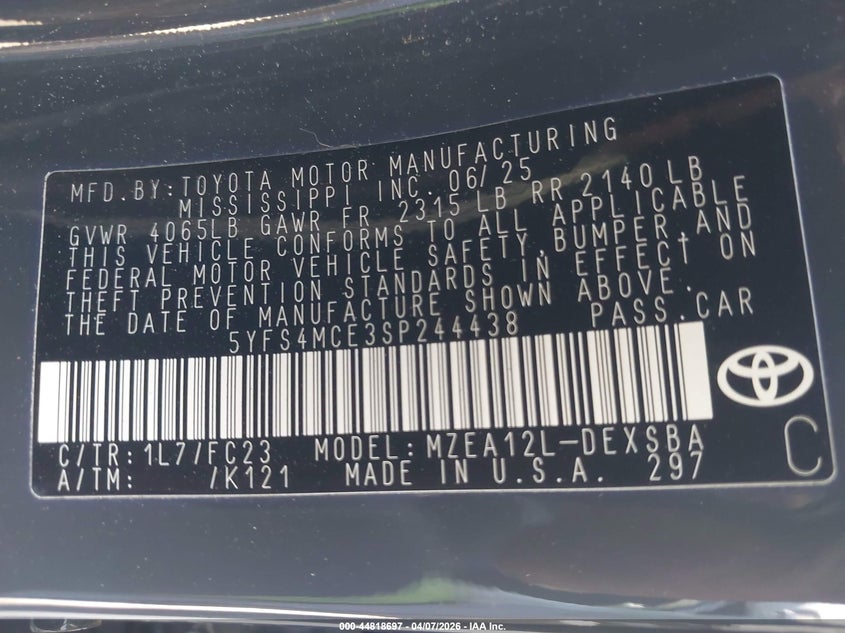 MFD.BY:TOYOTA MOTOR MANUFACTURING
MISSISSIPPI INC. 06/25
GVWR 4065LB GAWR FR 2315 LB RR 2140 LB
THIS VEHICLE CONFORMS TO ALL APPLICABLE
FEDERAL MOTOR VEHICLE SAFETY,BUMPER,AND
THEFT PREVENTION STANDARDS IN EFFECT ON
THE DATE OF MANUFACTURE SHOWN ABOVE.
5YFS4MCE3SP244438 PASS.CAR
C/TR:1L7/FC23 MODEL:MZEA12L-DEXSBA
A/TM: /K121 MADE IN U.S.A. 297
C
000-44818697 - 04/07/2026 - IAA Inc.